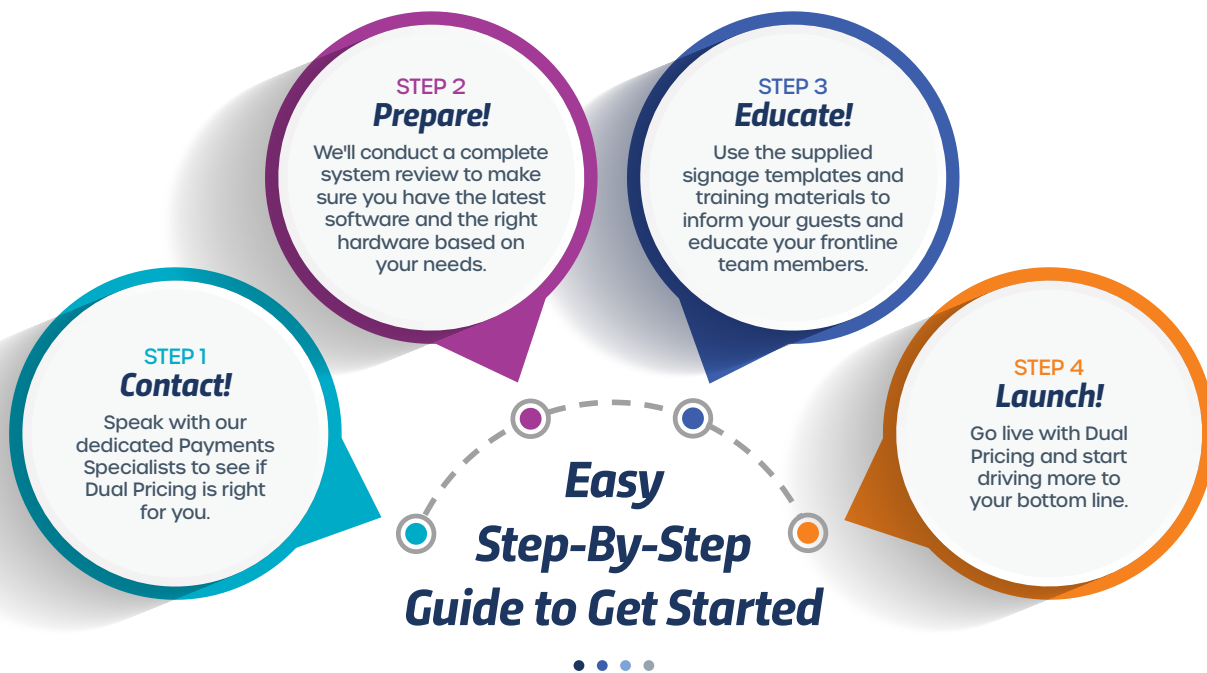 STEP 1
Contact!
Speak with our
dedicated Payments
Specialists to see if
Dual Pricing is right
for you.
STEP 2
Prepare!
We'll conduct a complete
system review to make
sure you have the latest
software and the right
hardware based on
your needs.
STEP 3
Educate!
Use the supplied
signage templates and
training materials to
inform your guests and
educate your frontline
team members.
STEP 4
Launch!
Go live with Dual
Pricing and start
driving more to
your bottom line.
Easy
Step-By-Step
Guide to Get Started